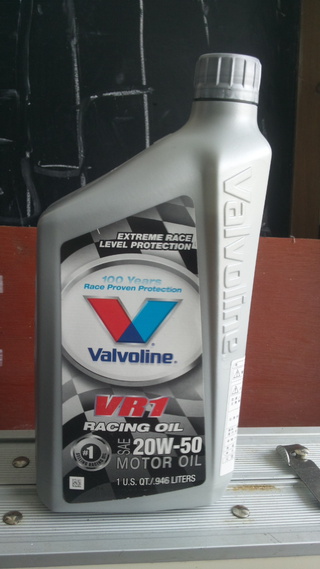 EXTREME RACE
LEVEL PROTECTION
100 Years
Race Proven Protection
Valvoline
Valvoline®
VR1
RACING OIL
#1
SAE 20W-50
MOTOR OIL
1 U.S. QT./.946 LITERS